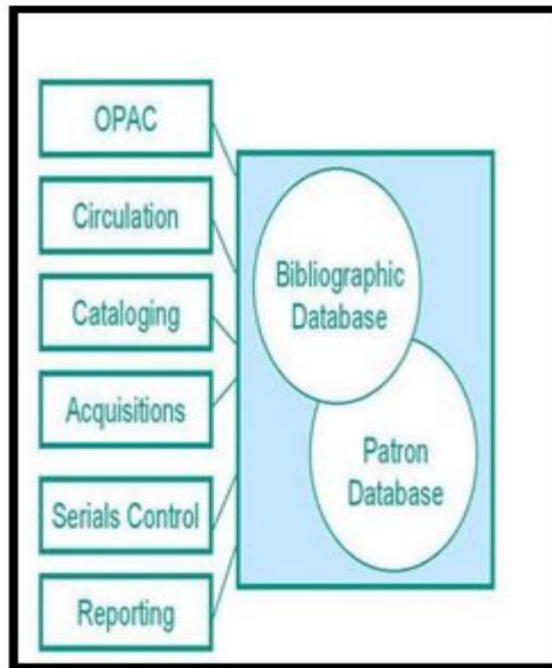 OPAC
Circulation
Cataloging
Acquisitions
Serials Control
Reporting
Bibliographic
Database
Patron
Database